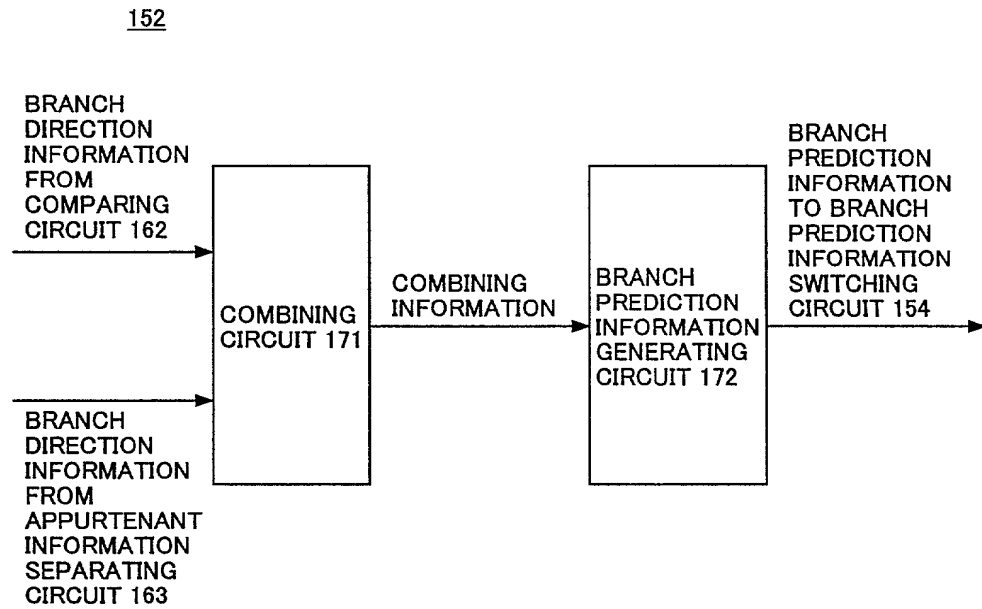 152
BRANCH
DIRECTION
INFORMATION
FROM
COMPARING
CIRCUIT 162
COMBINING
CIRCUIT 171
COMBINING
INFORMATION
BRANCH
PREDICTION
INFORMATION
GENERATING
CIRCUIT 172
BRANCH
PREDICTION
INFORMATION
TO BRANCH
PREDICTION
INFORMATION
SWITCHING
CIRCUIT 154
BRANCH
DIRECTION
INFORMATION
FROM
APPURTENANT
INFORMATION
SEPARATING
CIRCUIT 163